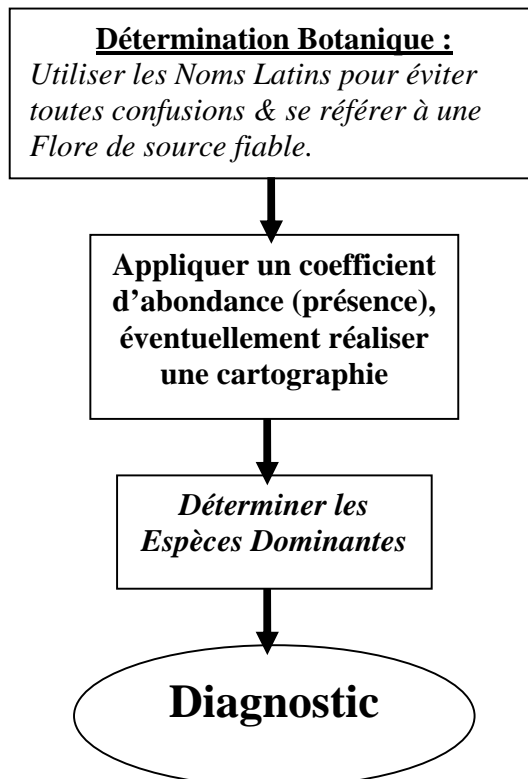 Détermination Botanique :
Utiliser les Noms Latins pour éviter
toutes confusions & se référer à une
Flore de source fiable.
Appliquer un coefficient
d’abondance (présence),
éventuellement réaliser
une cartographie
Déterminer les
Espèces Dominantes
Diagnostic